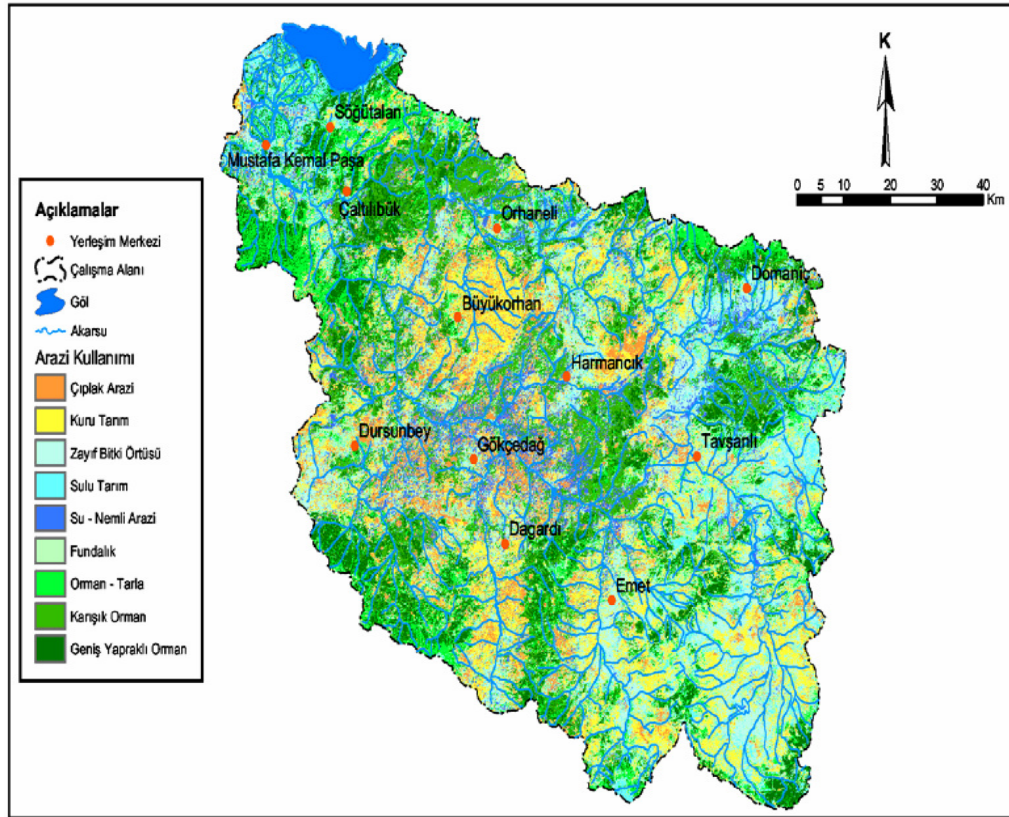 K
0 5 10 20 30 40
Km
Söğütalan
Mustafa Kemal Paşa
Çaltılıbük
Orhaneli
Domaniç
Büyükorhan
Harmancık
Dursunbey
Gökçedağ
Tavşanlı
Dagardı
Emet
Açıklamalar
Yerleşim Merkezi
Çalışma Alanı
Göl
Akarsu
Arazi Kullanımı
Çıplak Arazi
Kuru Tarım
Zayıf Bitki Örtüsü
Sulu Tarım
Su - Nemli Arazi
Fundalık
Orman - Tarla
Karışık Orman
Geniş Yapraklı Orman